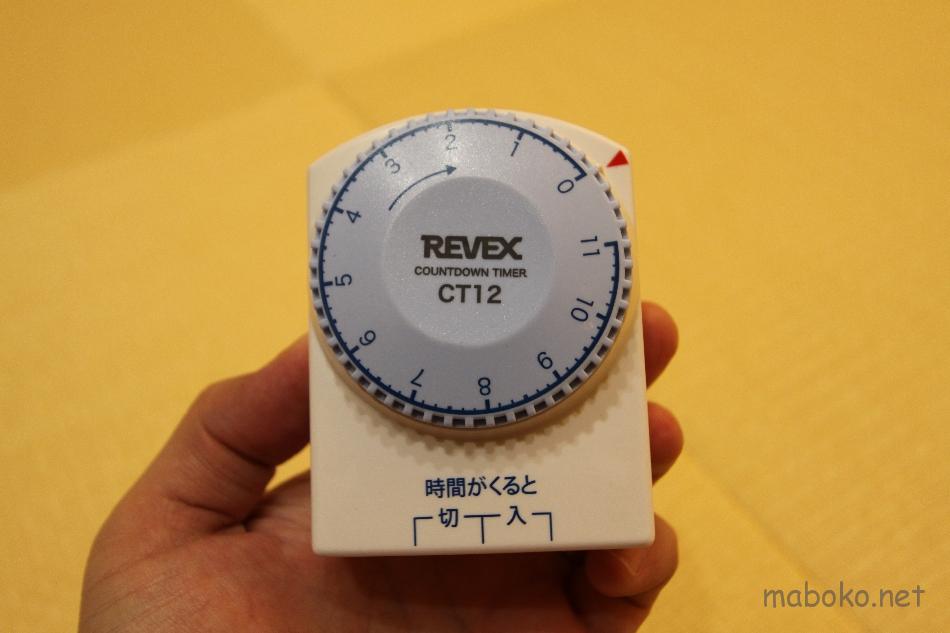 0 1 2 3 4 5 6 7 8 9 10 11
REVEX
COUNTDOWN TIMER
CT12
時間がくると
切 入
maboko.net